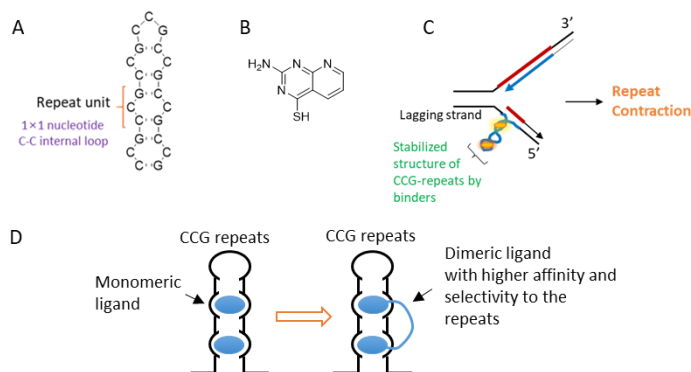 A
Repeat unit
1×1 nucleotide
C-C internal loop
B
H₂N
N
N
N
SH
C
3’
Lagging strand
5’
Stabilized
structure of
CCG-repeats by
binders
Repeat
Contraction
D
CCG repeats
Monomeric
ligand
CCG repeats
Dimeric ligand
with higher affinity and
selectivity to the
repeats